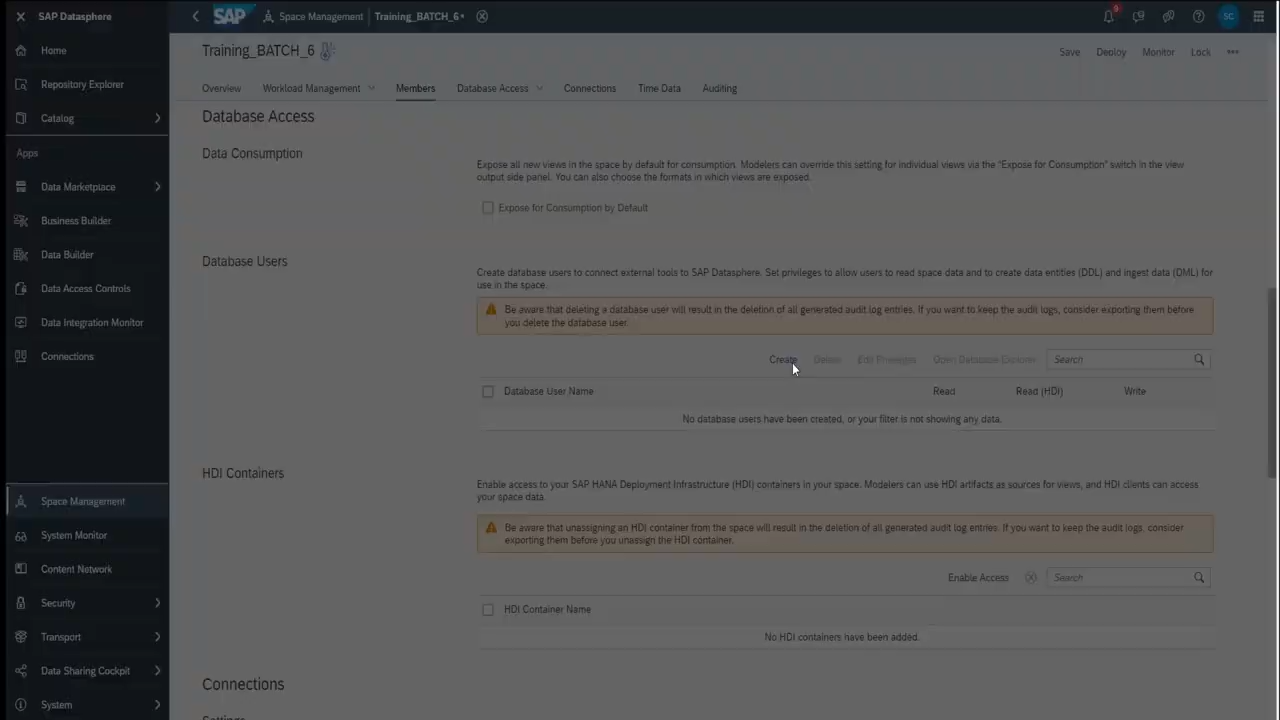 SAP Datasphere
Home
Repository Explorer
Catalog
Apps
Data Marketplace
Business Builder
Data Builder
Data Access Controls
Data Integration Monitor
Connections
Space Management
System Monitor
Content Network
Security
Transport
Data Sharing Cockpit
System
SAP
Space Management
Training_BATCH_6*
9
SC
Training_BATCH_6
Save
Deploy
Monitor
Lock
Overview
Workload Management
Members
Database Access
Connections
Time Data
Auditing
Database Access
Data Consumption
Expose all new views in the space by default for consumption. Modelers can override this setting for individual views via the "Expose for Consumption" switch in the view
output side panel. You can also choose the formats in which views are exposed.
Expose for Consumption by Default
Database Users
Create database users to connect external tools to SAP Datasphere. Set privileges to allow users to read space data and to create data entities (DDL) and ingest data (DML) for
use in the space.
Be aware that deleting a database user will result in the deletion of all generated audit log entries. If you want to keep the audit logs, consider exporting them before
you delete the database user.
Create
Delete
Edit Privileges
Open Database Explorer
Search
Database User Name
Read
Read (HDI)
Write
No database users have been created, or your filter is not showing any data.
HDI Containers
Enable access to your SAP HANA Deployment Infrastructure (HDI) containers in your space. Modelers can use HDI artifacts as sources for views, and HDI clients can access
your space data.
Be aware that unassigning an HDI container from the space will result in the deletion of all generated audit log entries. If you want to keep the audit logs, consider
exporting them before you unassign the HDI container.
Enable Access
Search
HDI Container Name
No HDI containers have been added.
Connections
Settings